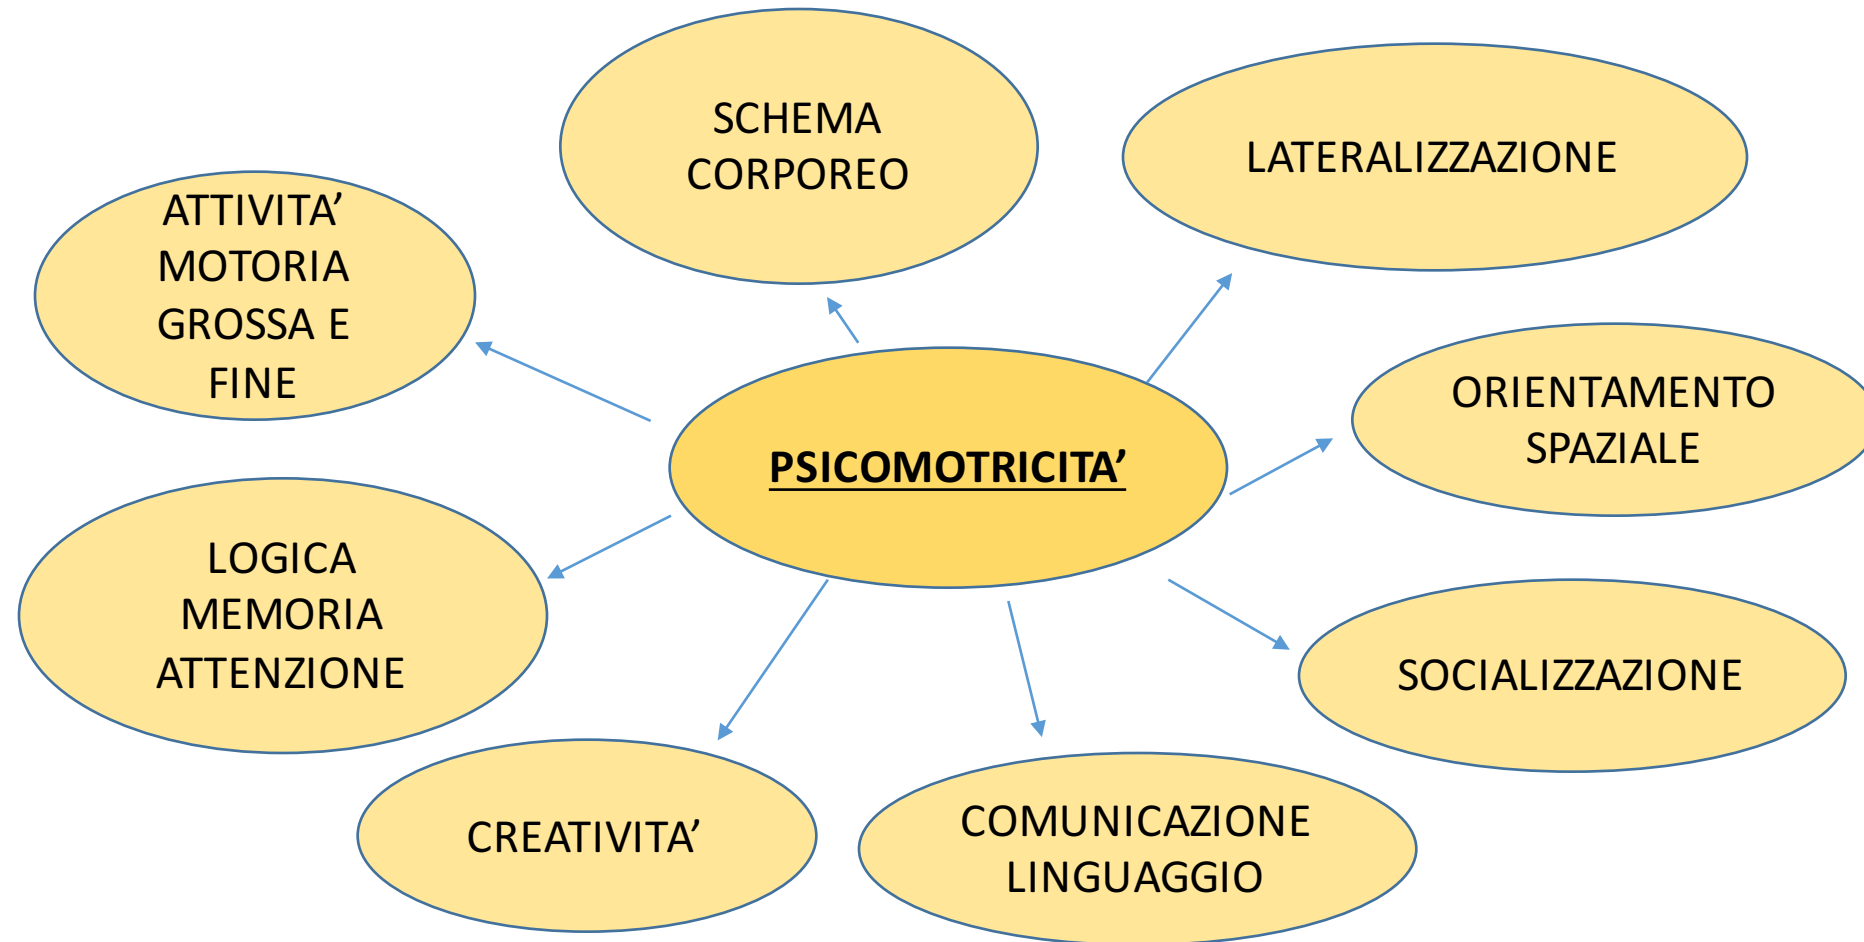 SCHEMA
CORPOREO
LATERALIZZAZIONE
ATTIVITA’
MOTORIA
GROSSA E
FINE
ORIENTAMENTO
SPAZIALE
PSICOMOTRICITA’
LOGICA
MEMORIA
ATTENZIONE
SOCIALIZZAZIONE
CREATIVITA’
COMUNICAZIONE
LINGUAGGIO